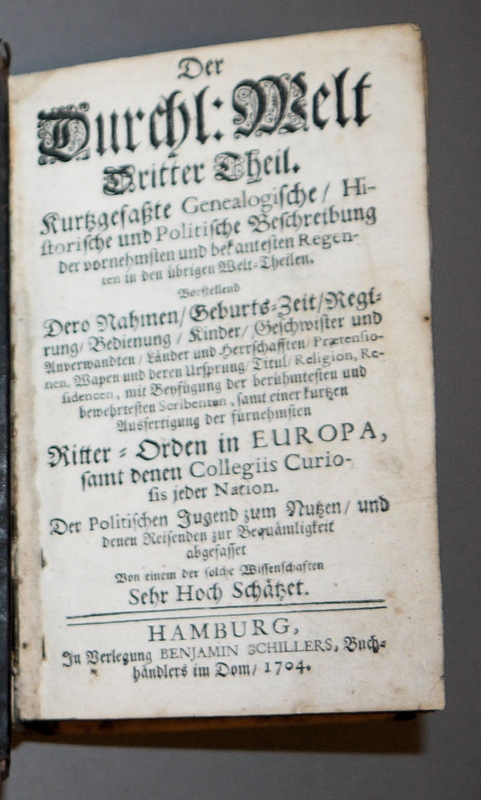 Der
Durchl: Welt
Dritter Theil.
Kurtzgefaßte Genealogische / Hi-
storische und Politische Beschreibung
der vornehmsten und bekantesten Regen-
ten in den übrigen Welt-Theilen.
Vorstellend
Dero Nahmen / Geburts-Zeit / Regi-
rung / Bedienung / Kinder / Geschwister und
Anverwandten / Länder und Herrschafften / Prætensio-
nen, Wapen und deren Ursprung / Titul / Religion, Re-
sidencen, mit Beyfügung der berühmtesten und
bewehrtesten Scribenten, samt einer kurtzen
Ausfertigung der fürnehmsten
Ritter-Orden in EUROPA,
samt denen Collegiis Curio-
sis jeder Nation.
Der Politischen Jugend zum Nutzen / und
denen Reisenden zur Bequämligkeit
abgefasset
Von einem der solche Wissenschaften
Sehr Hoch Schätzet.
HAMBURG,
In Verlegung BENJAMIN SCHILLERS, Buch-
händlers im Dom / 1704.